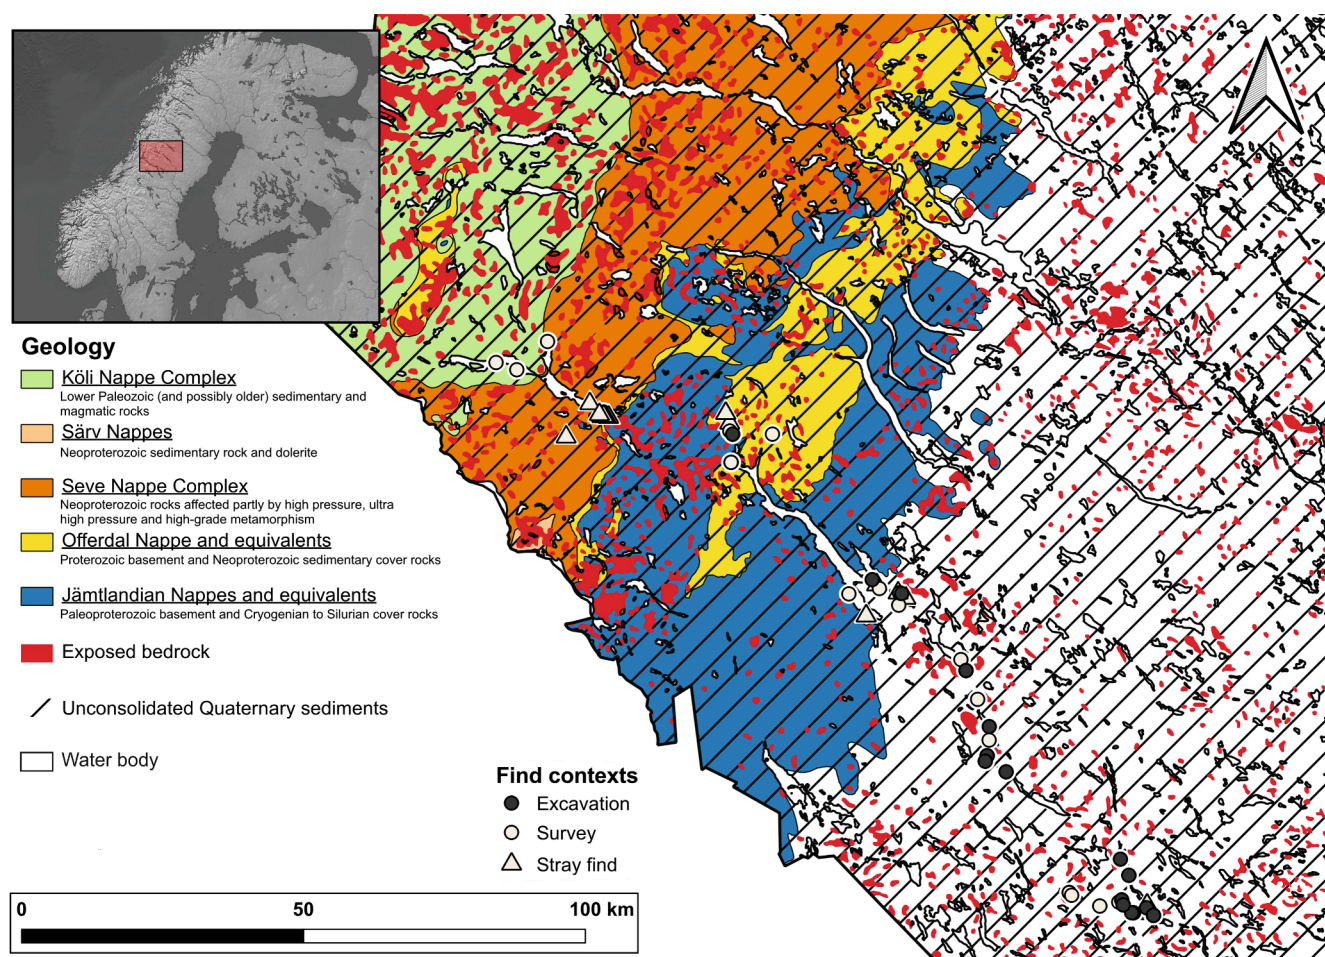 Geology
Köli Nappe Complex
Lower Paleozoic (and possibly older) sedimentary and
magmatic rocks
Särv Nappes
Neoproterozoic sedimentary rock and dolerite
Seve Nappe Complex
Neoproterozoic rocks affected partly by high pressure, ultra
high pressure and high-grade metamorphism
Offerdal Nappe and equivalents
Proterozoic basement and Neoproterozoic sedimentary cover rocks
Jämtlandian Nappes and equivalents
Paleoproterozoic basement and Cryogenian to Silurian cover rocks
Exposed bedrock
Unconsolidated Quaternary sediments
Water body
Find contexts
Excavation
Survey
Stray find
0 50 100 km